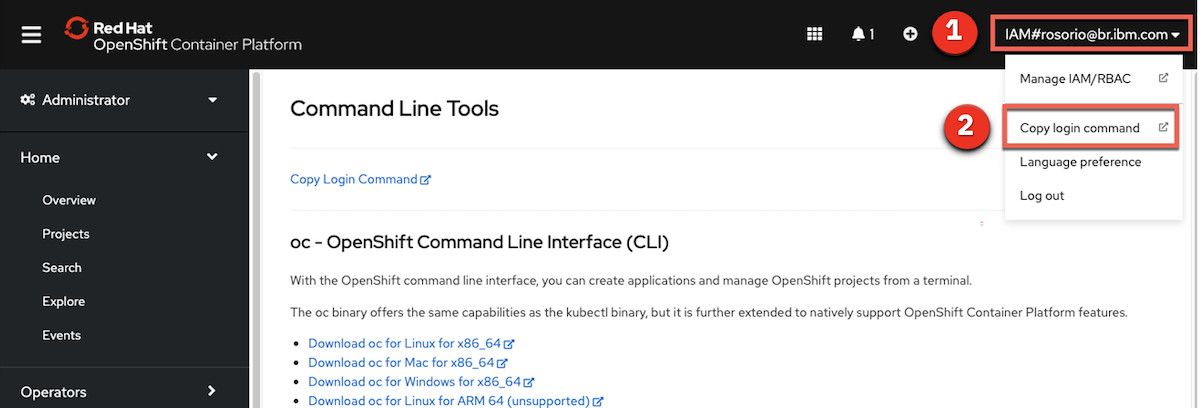 Red Hat
OpenShift Container Platform
1
1
IAM#rosorio@br.ibm.com
Manage IAM/RBAC
2
Copy login command
Language preference
Log out
Administrator
Home
Overview
Projects
Search
Explore
Events
Operators
Command Line Tools
Copy Login Command
oc - OpenShift Command Line Interface (CLI)
With the OpenShift command line interface, you can create applications and manage OpenShift projects from a terminal.
The oc binary offers the same capabilities as the kubectl binary, but it is further extended to natively support OpenShift Container Platform features.
• Download oc for Linux for x86_64
• Download oc for Mac for x86_64
• Download oc for Windows for x86_64
• Download oc for Linux for ARM 64 (unsupported)